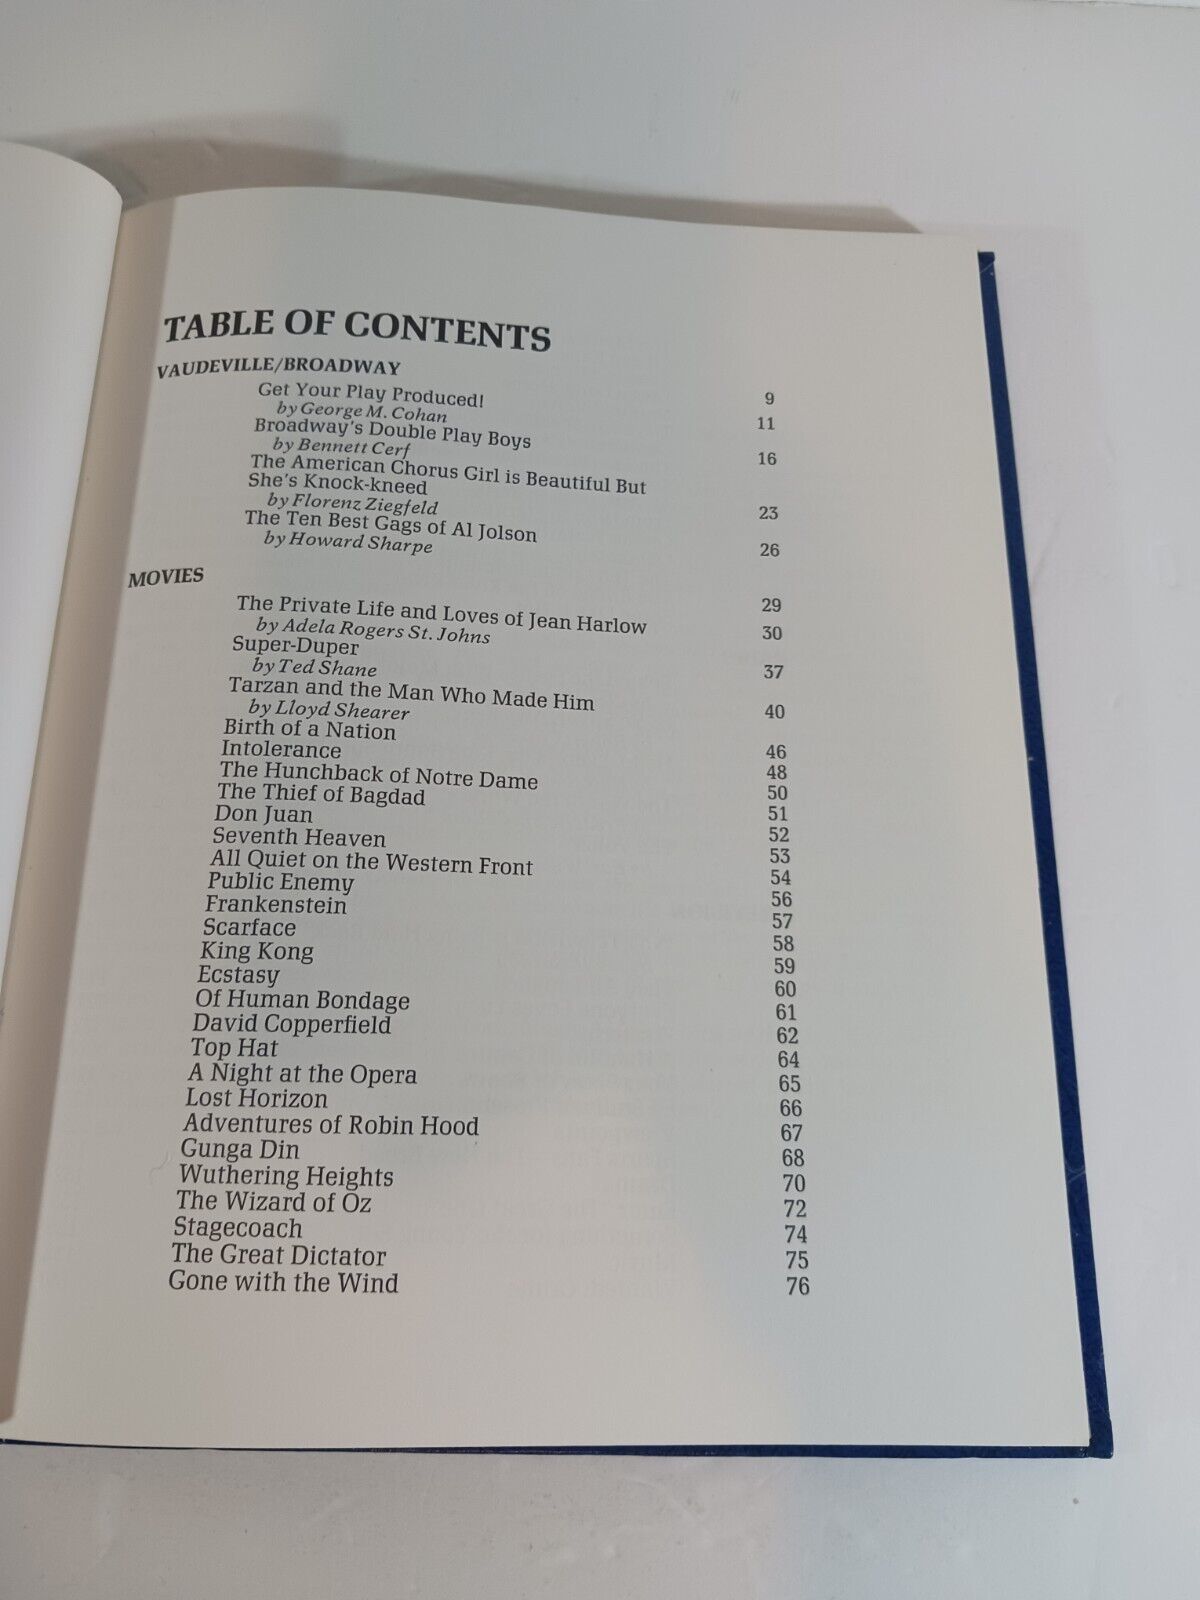 TABLE OF CONTENTS
VAUDEVILLE/BROADWAY 9
Get Your Play Produced! 11
by George M. Cohan
Broadway's Double Play Boys 16
by Bennett Cerf
The American Chorus Girl is Beautiful But
She's Knock-kneed 23
by Florenz Ziegfeld
The Ten Best Gags of Al Jolson 26
by Howard Sharpe
MOVIES 29
The Private Life and Loves of Jean Harlow 30
by Adela Rogers St. Johns
Super-Duper 37
by Ted Shane
Tarzan and the Man Who Made Him 40
by Lloyd Shearer
Birth of a Nation 46
Intolerance 48
The Hunchback of Notre Dame 50
The Thief of Bagdad 51
Don Juan 52
Seventh Heaven 53
All Quiet on the Western Front 54
Public Enemy 56
Frankenstein 57
Scarface 58
King Kong 59
Ecstasy 60
Of Human Bondage 61
David Copperfield 62
Top Hat 64
A Night at the Opera 65
Lost Horizon 66
Adventures of Robin Hood 67
Gunga Din 68
Wuthering Heights 70
The Wizard of Oz 72
Stagecoach 74
The Great Dictator 75
Gone with the Wind 76